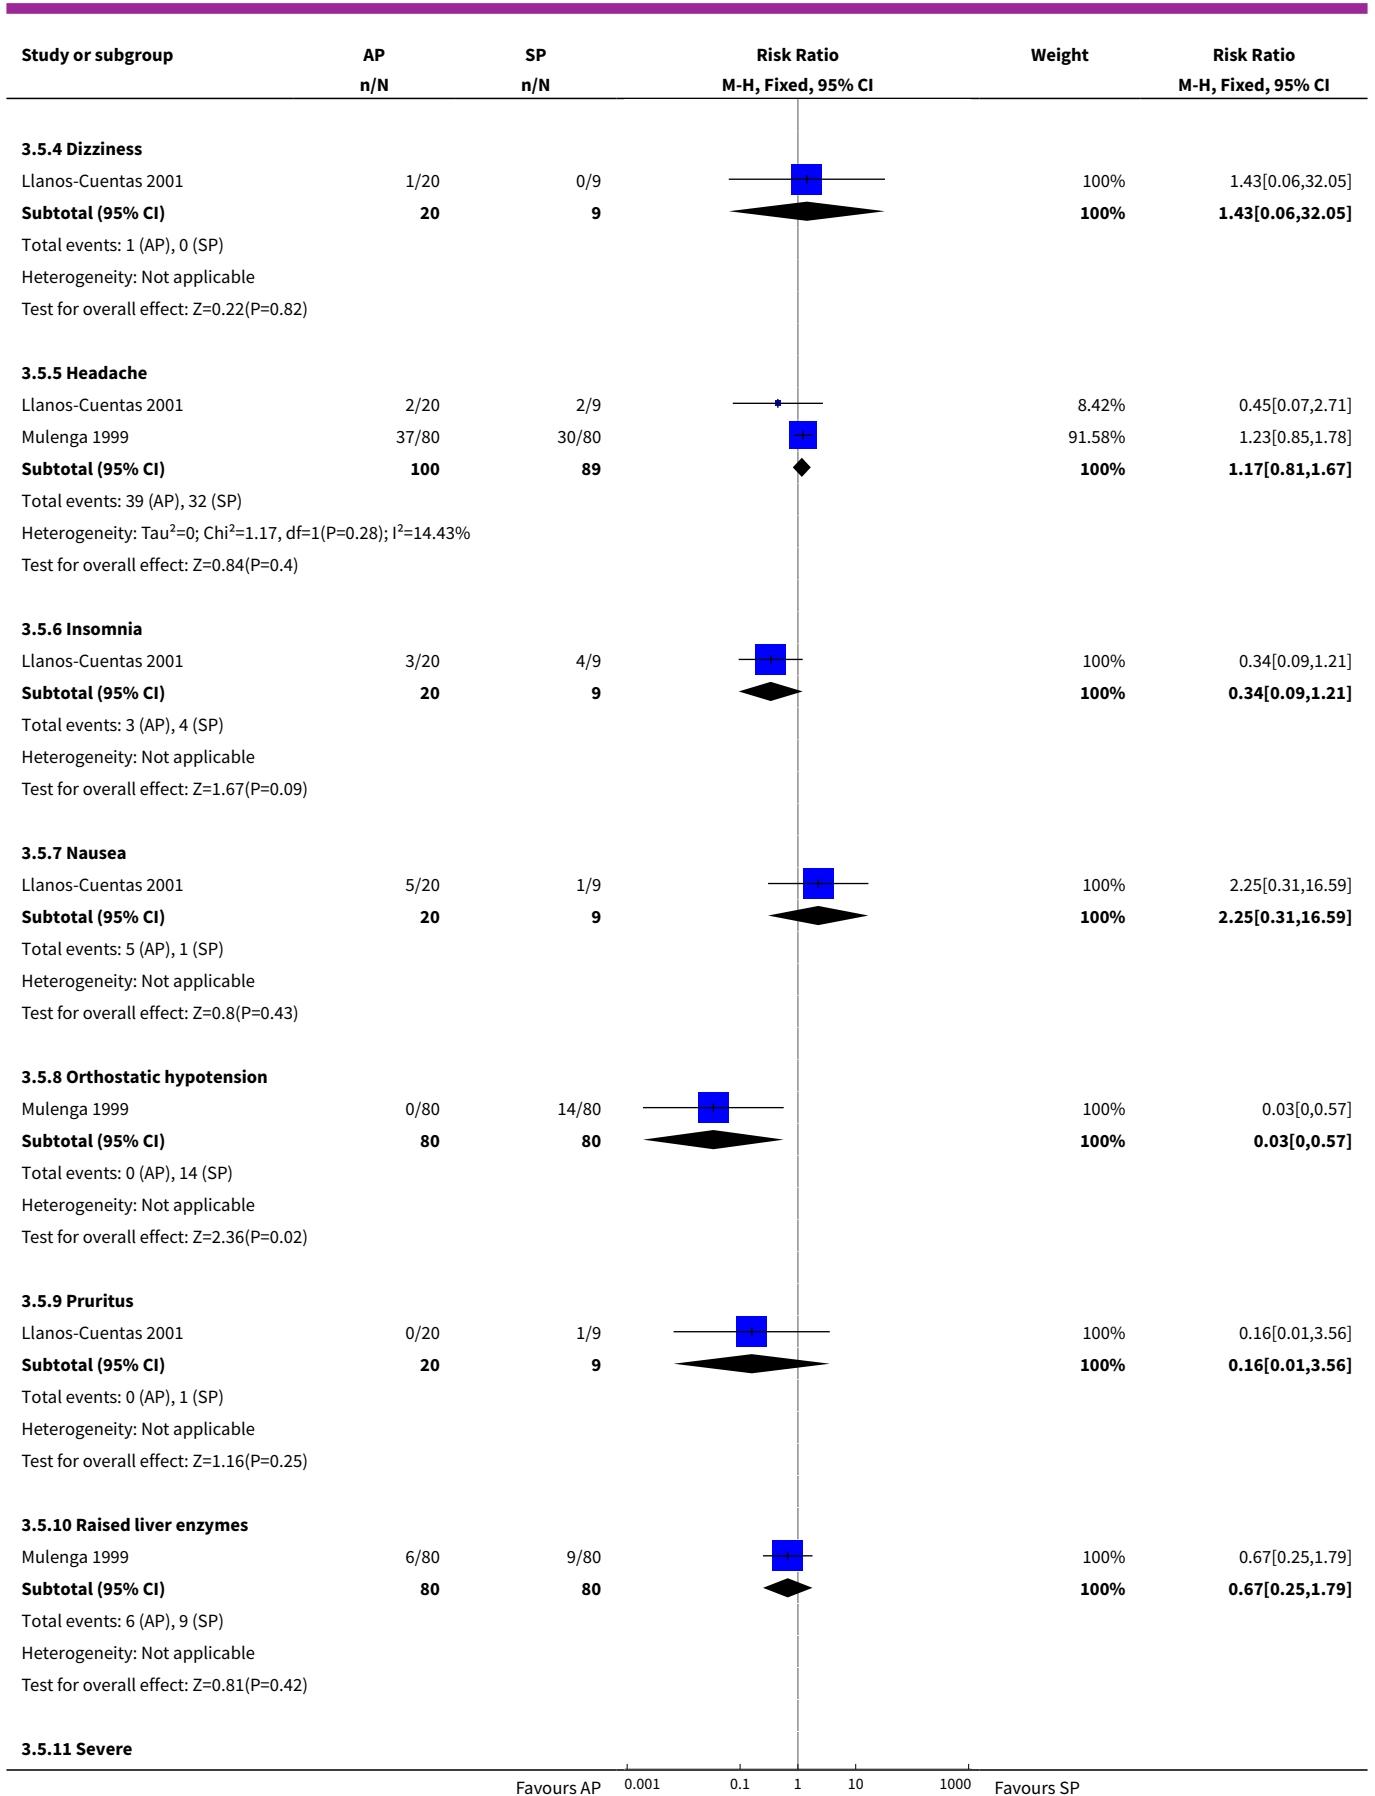 Study or subgroup AP SP Risk Ratio Weight Risk Ratio
n/N n/N M-H, Fixed, 95% CI M-H, Fixed, 95% CI
3.5.4 Dizziness
Llanos-Cuentas 2001 1/20 0/9 100% 1.43[0.06,32.05]
Subtotal (95% CI) 20 9 100% 1.43[0.06,32.05]
Total events: 1 (AP), 0 (SP)
Heterogeneity: Not applicable
Test for overall effect: Z=0.22(P=0.82)
3.5.5 Headache
Llanos-Cuentas 2001 2/20 2/9 8.42% 0.45[0.07,2.71]
Mulenga 1999 37/80 30/80 91.58% 1.23[0.85,1.78]
Subtotal (95% CI) 100 89 100% 1.17[0.81,1.67]
Total events: 39 (AP), 32 (SP)
Heterogeneity: Tau²=0; Chi²=1.17, df=1(P=0.28); I²=14.43%
Test for overall effect: Z=0.84(P=0.4)
3.5.6 Insomnia
Llanos-Cuentas 2001 3/20 4/9 100% 0.34[0.09,1.21]
Subtotal (95% CI) 20 9 100% 0.34[0.09,1.21]
Total events: 3 (AP), 4 (SP)
Heterogeneity: Not applicable
Test for overall effect: Z=1.67(P=0.09)
3.5.7 Nausea
Llanos-Cuentas 2001 5/20 1/9 100% 2.25[0.31,16.59]
Subtotal (95% CI) 20 9 100% 2.25[0.31,16.59]
Total events: 5 (AP), 1 (SP)
Heterogeneity: Not applicable
Test for overall effect: Z=0.8(P=0.43)
3.5.8 Orthostatic hypotension
Mulenga 1999 0/80 14/80 100% 0.03[0,0.57]
Subtotal (95% CI) 80 80 100% 0.03[0,0.57]
Total events: 0 (AP), 14 (SP)
Heterogeneity: Not applicable
Test for overall effect: Z=2.36(P=0.02)
3.5.9 Pruritus
Llanos-Cuentas 2001 0/20 1/9 100% 0.16[0.01,3.56]
Subtotal (95% CI) 20 9 100% 0.16[0.01,3.56]
Total events: 0 (AP), 1 (SP)
Heterogeneity: Not applicable
Test for overall effect: Z=1.16(P=0.25)
3.5.10 Raised liver enzymes
Mulenga 1999 6/80 9/80 100% 0.67[0.25,1.79]
Subtotal (95% CI) 80 80 100% 0.67[0.25,1.79]
Total events: 6 (AP), 9 (SP)
Heterogeneity: Not applicable
Test for overall effect: Z=0.81(P=0.42)
3.5.11 Severe
Favours AP 0.001 0.1 1 10 1000 Favours SP